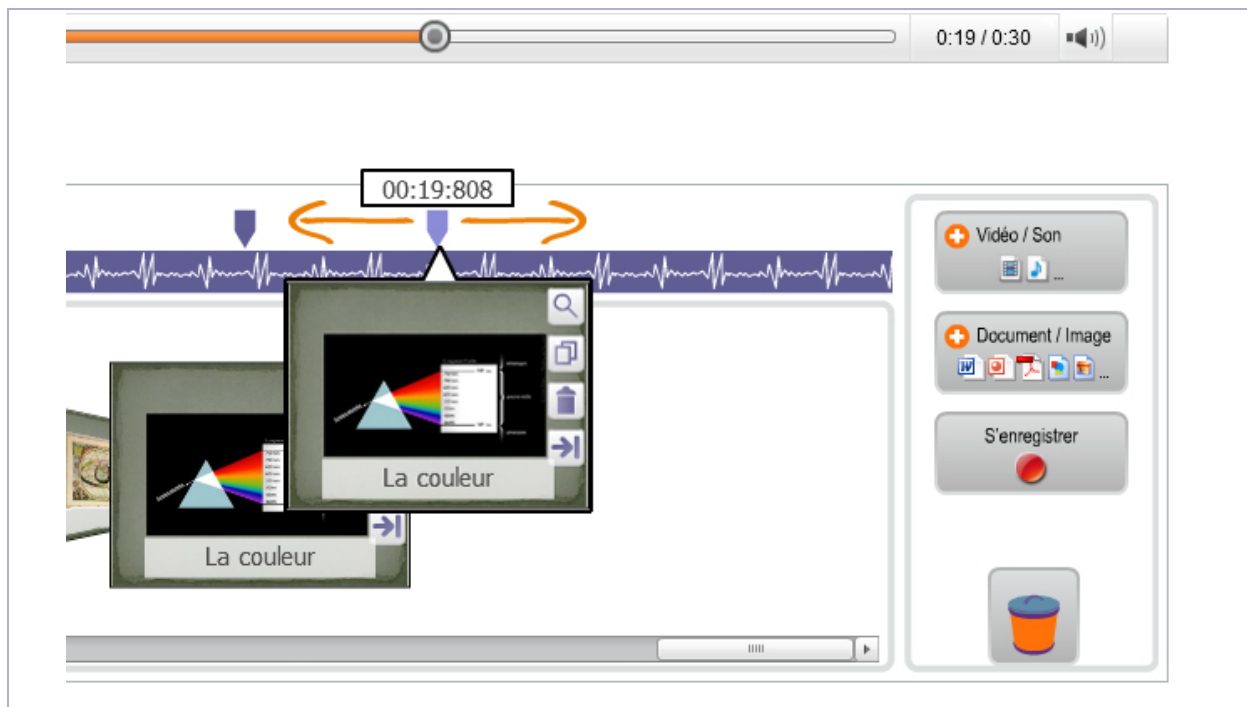 0:19 / 0:30
00:19:808
Vidéo / Son
...
Document / Image
...
S'enregistrer
La couleur
La couleur